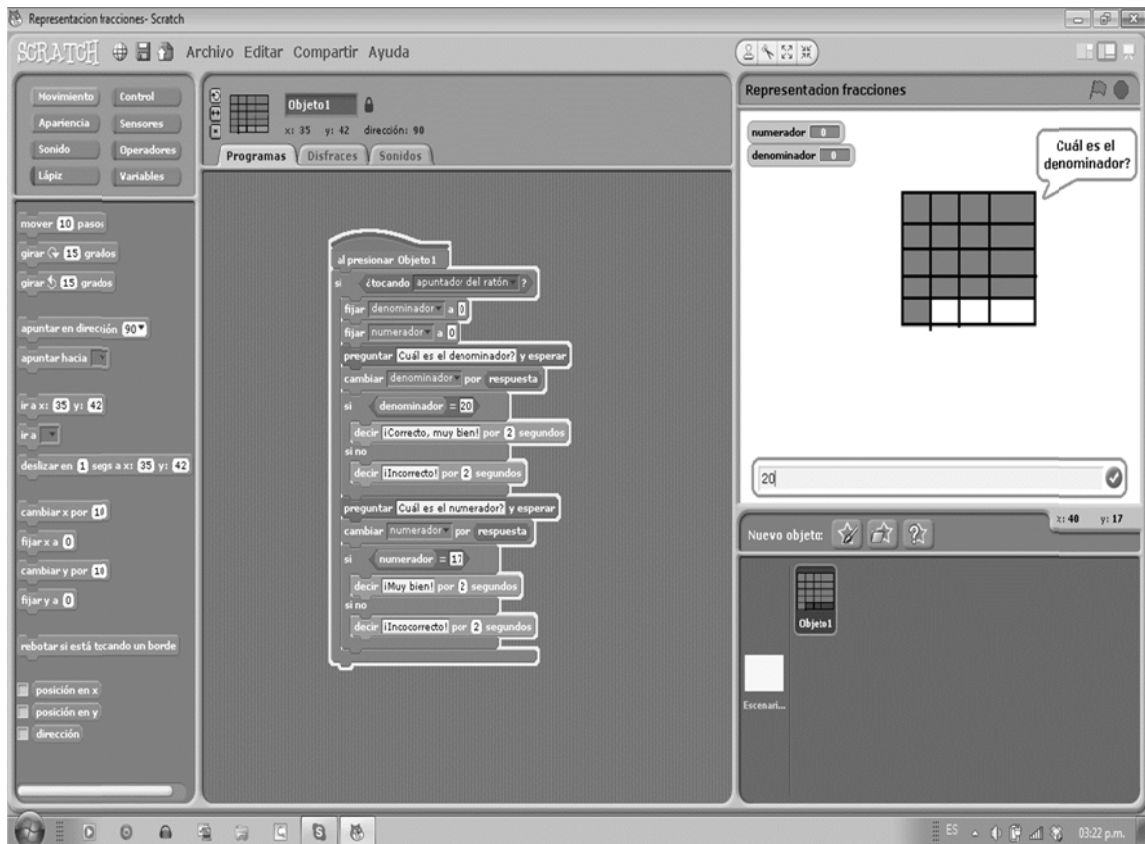 Representacion fracciones- Scratch
SCRATCH Archivo Editar Compartir Ayuda
Movimiento Control
Apariencia Sensores
Sonido Operadores
Lápiz Variables
mover 10 pasos
girar 15 grados
girar 15 grados
apuntar en dirección 90
apuntar hacia
ir a x: 35 y: 42
ir a
deslizar en 1 segs a x: 35 y: 42
cambiar x por 10
fijar x a 0
cambiar y por 10
fijar y a 0
rebotar si está tocando un borde
posición en x
posición en y
dirección
Objeto1
x: 35 y: 42 dirección: 90
Programas Disfraces Sonidos
al presionar Objeto1
si ¿tocando apuntador del ratón ?
fijar denominador a 0
fijar numerador a 0
preguntar Cuál es el denominador? y esperar
cambiar denominador por respuesta
si denominador = 20
decir ¡Correcto, muy bien! por 2 segundos
si no
decir ¡Incorrecto! por 2 segundos
preguntar Cuál es el numerador? y esperar
cambiar numerador por respuesta
si numerador = 17
decir ¡Muy bien! por 2 segundos
si no
decir ¡Incocorrecto! por 2 segundos
Representacion fracciones
numerador 0
denominador 0
Cuál es el
denominador?
20
x: 40 y: 17
Nuevo objeto:
Objeto1
Escenari...
ES 03:22 p.m.